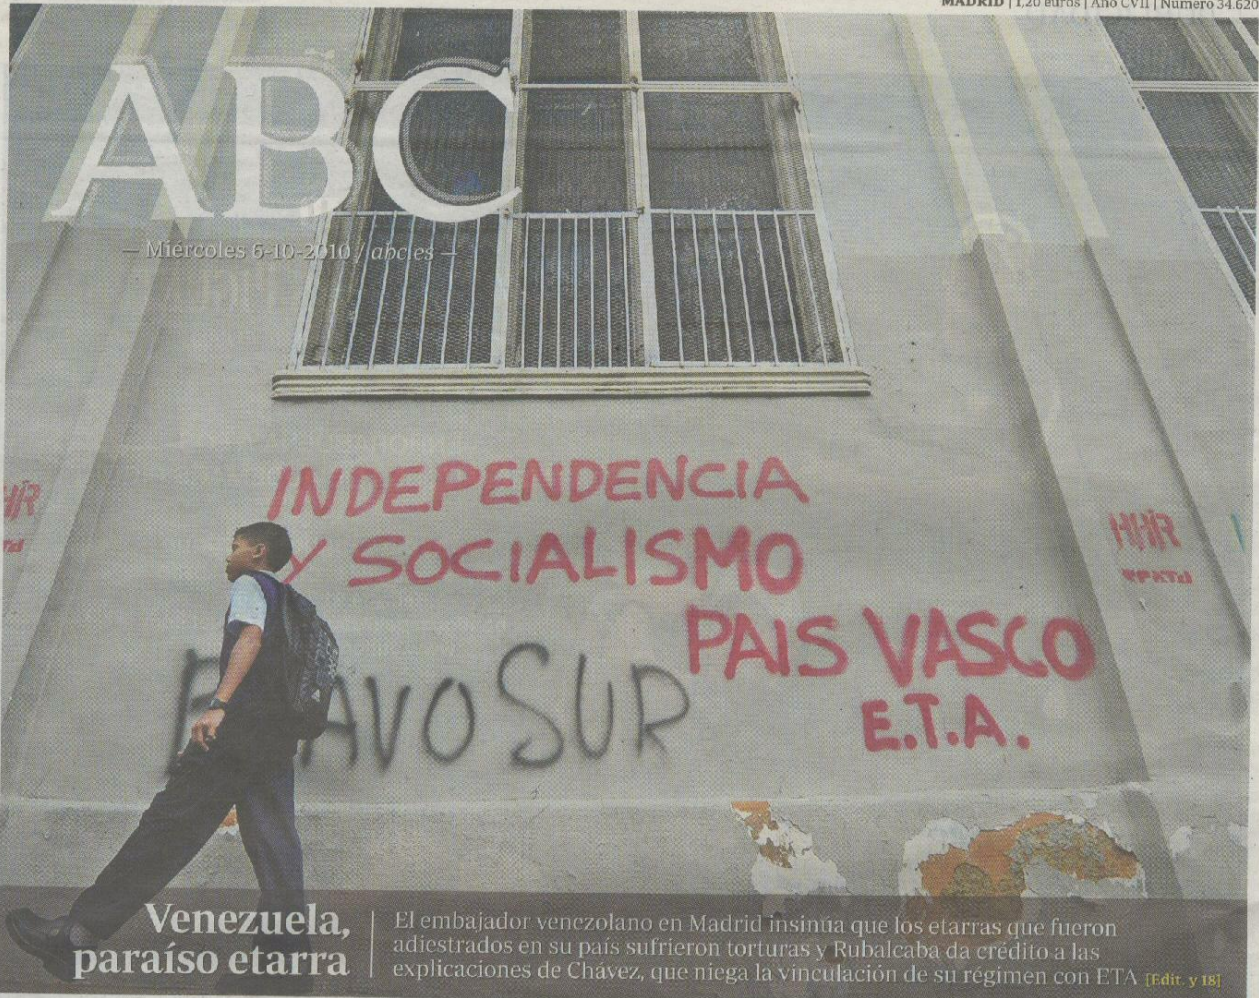 MADRID | 1,20 euros | Año CVII | Número 34.620
ABC
— Miércoles 6-10-2010 / abc.es —
INDEPENDENCIA
Y SOCIALISMO
PAIS VASCO
E.T.A.
AVO SUR
Venezuela,
paraíso etarra
El embajador venezolano en Madrid insinúa que los etarras que fueron
adiestrados en su país sufrieron torturas y Rubalcaba da crédito a las
explicaciones de Chávez, que niega la vinculación de su régimen con ETA [Edit. y 18]